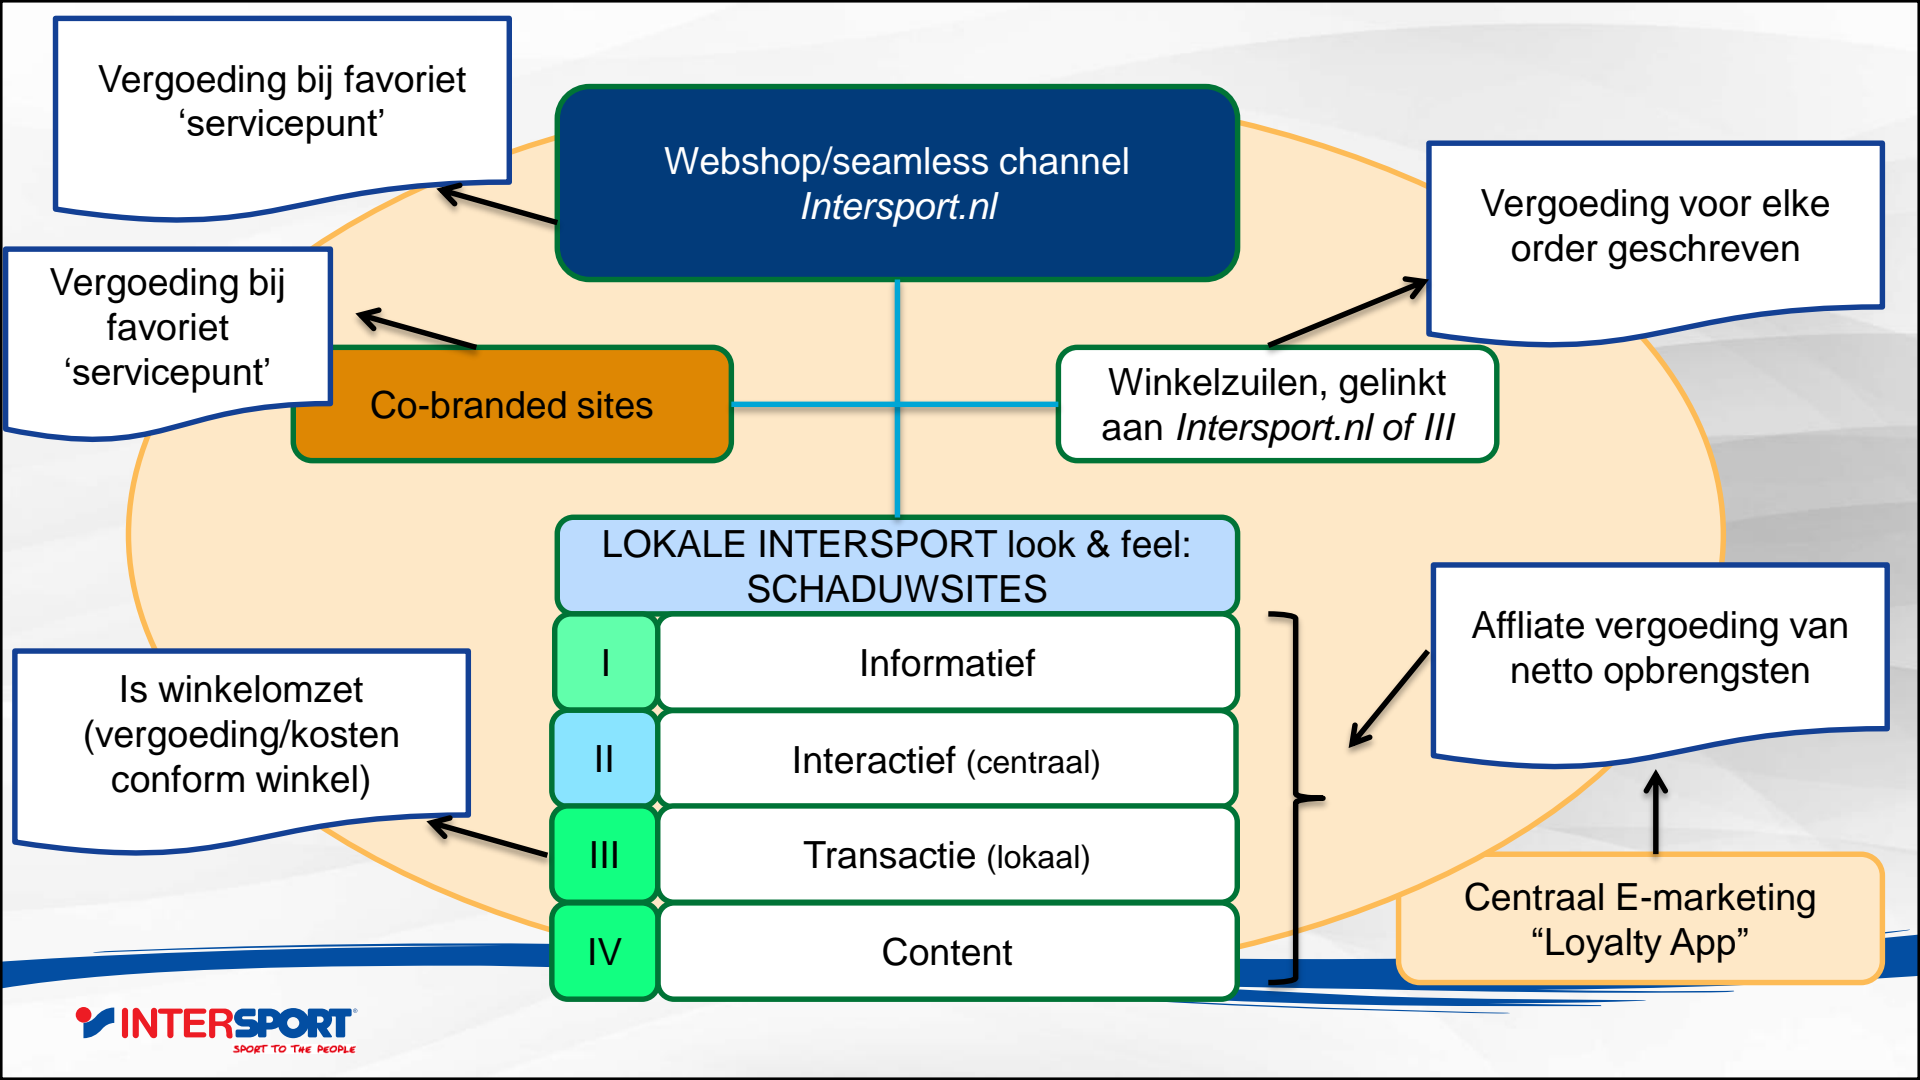 Vergoeding bij favoriet
‘servicepunt’
Webshop/seamless channel
Intersport.nl
Vergoeding voor elke
order geschreven
Vergoeding bij
favoriet
‘servicepunt’
Co-branded sites
Winkelzuilen, gelinkt
aan Intersport.nl of III
LOKALE INTERSPORT look & feel:
SCHADUWSITES
I Informatief
II Interactief (centraal)
III Transactie (lokaal)
IV Content
Affliate vergoeding van
netto opbrengsten
Is winkelomzet
(vergoeding/kosten
conform winkel)
Centraal E-marketing
“Loyalty App”
INTERSPORT®
SPORT TO THE PEOPLE